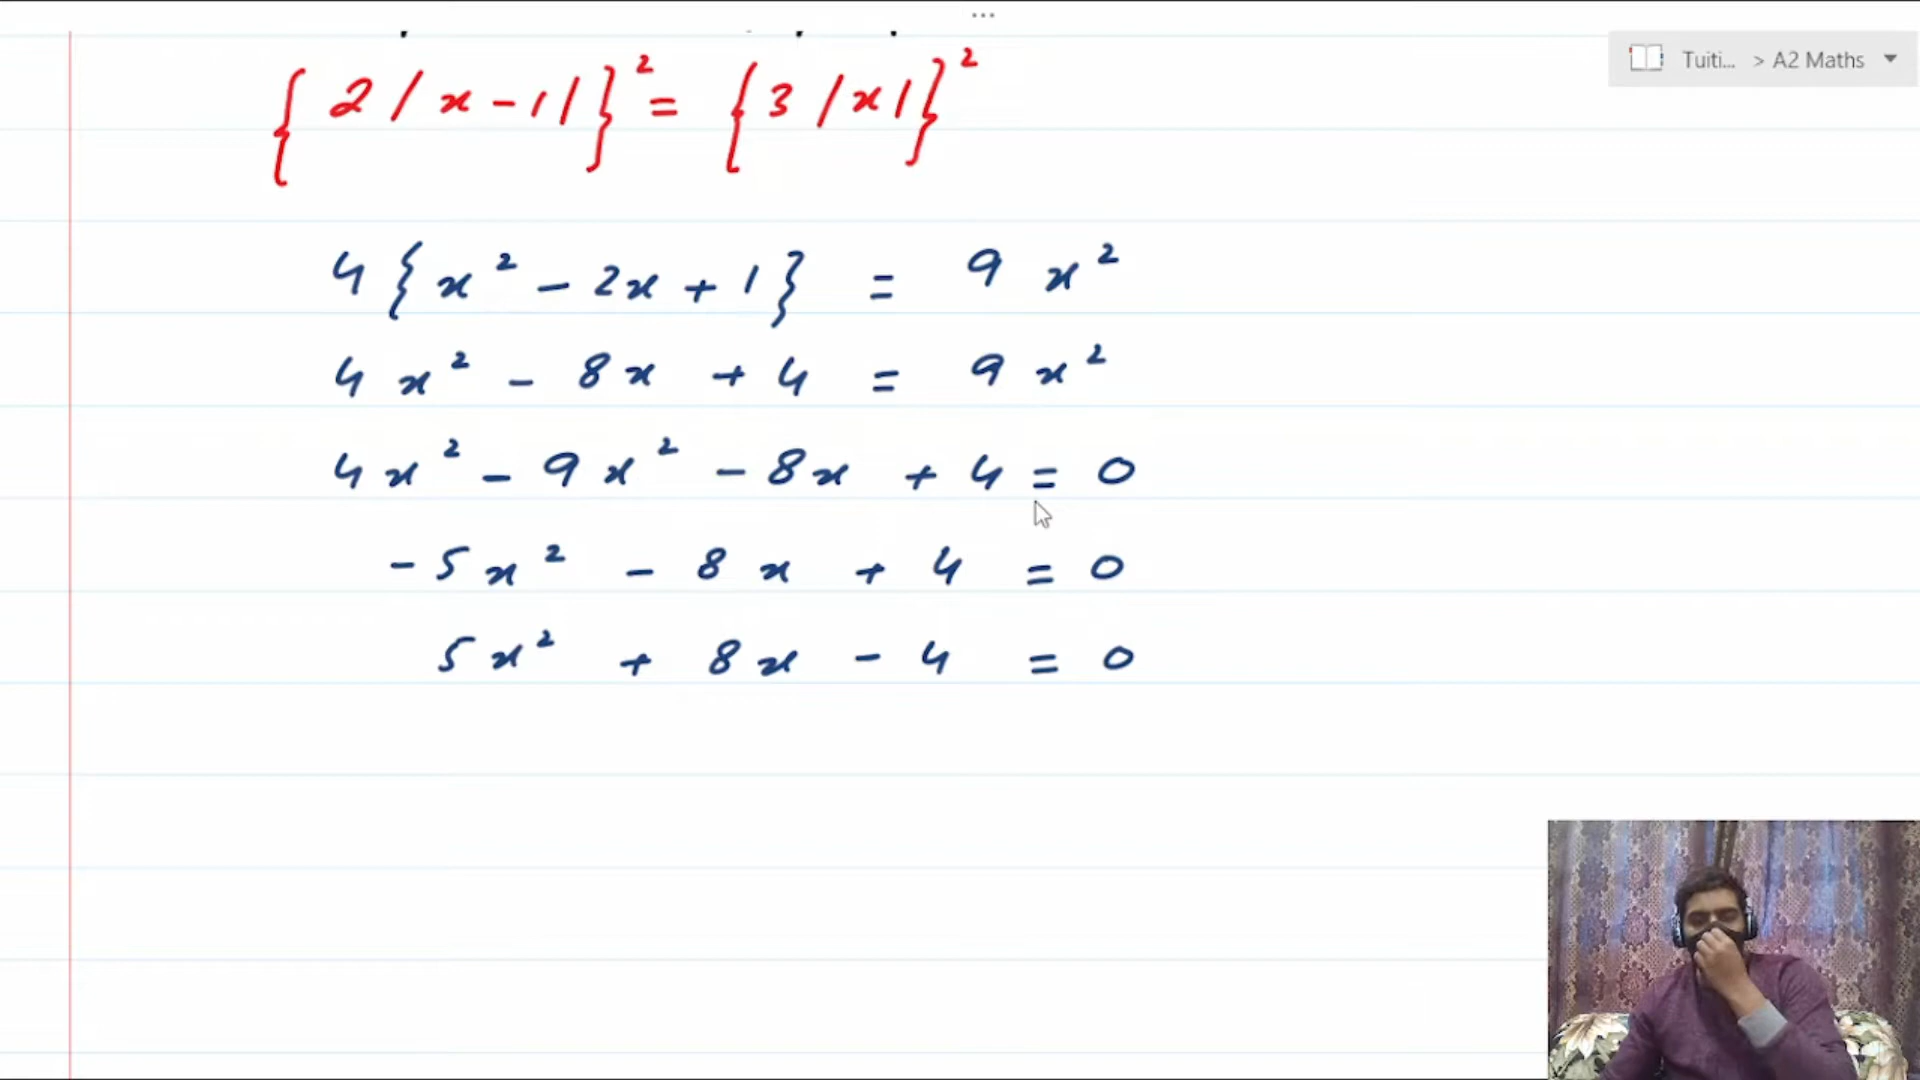 ...
Tuiti... > A2 Maths
{2|x-1|}² = {3|x|}²
4{x² - 2x + 1} = 9x²
4x² - 8x + 4 = 9x²
4x² - 9x² - 8x + 4 = 0
-5x² - 8x + 4 = 0
5x² + 8x - 4 = 0